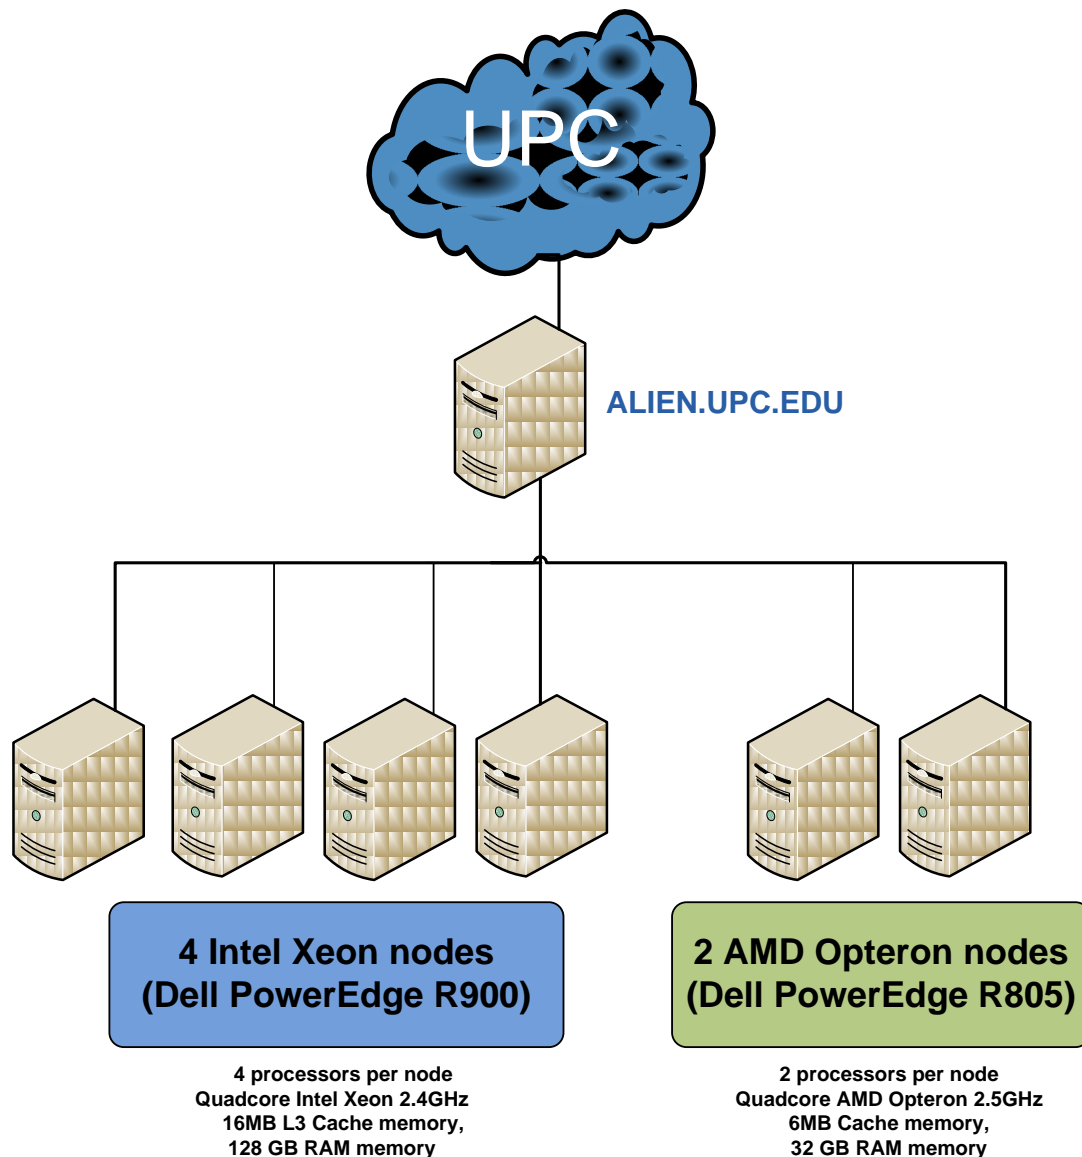 UPC
ALIEN.UPC.EDU
4 Intel Xeon nodes
(Dell PowerEdge R900)
2 AMD Opteron nodes
(Dell PowerEdge R805)
4 processors per node
Quadcore Intel Xeon 2.4GHz
16MB L3 Cache memory,
128 GB RAM memory
2 processors per node
Quadcore AMD Opteron 2.5GHz
6MB Cache memory,
32 GB RAM memory